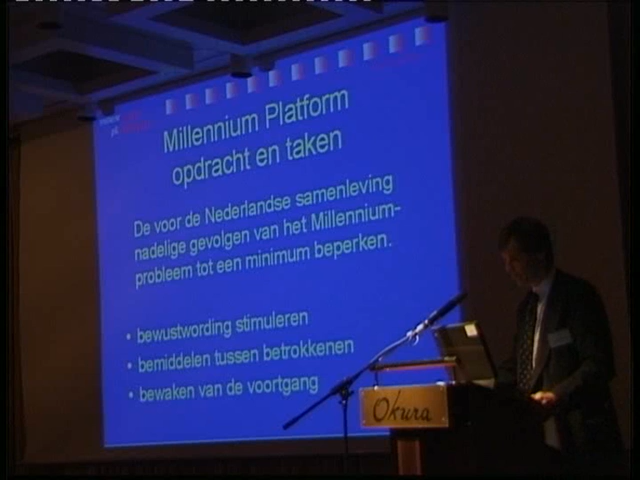 Millennium Platform
opdracht en taken
De voor de Nederlandse samenleving
nadelige gevolgen van het Millennium-
probleem tot een minimum beperken.
• bewustwording stimuleren
• bemiddelen tussen betrokkenen
• bewaken van de voortgang
Okura